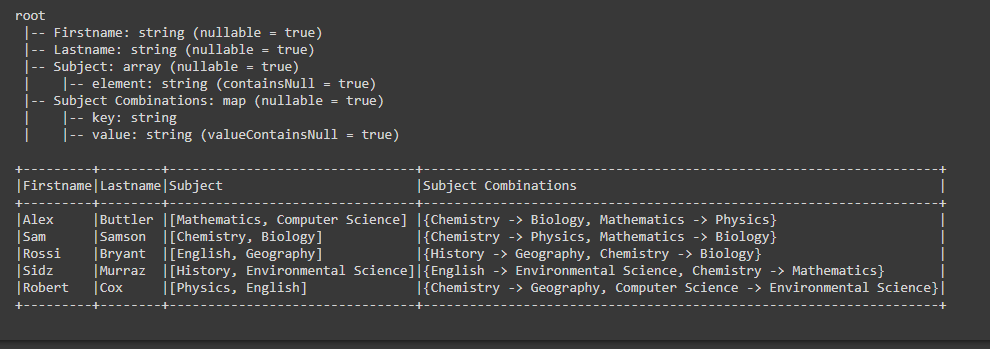 root
 |-- Firstname: string (nullable = true)
 |-- Lastname: string (nullable = true)
 |-- Subject: array (nullable = true)
 |    |-- element: string (containsNull = true)
 |-- Subject Combinations: map (nullable = true)
 |    |-- key: string
 |    |-- value: string (valueContainsNull = true)

+---------+--------+-------------------------------+----------------------------------------------------------------+
|Firstname|Lastname|Subject                        |Subject Combinations                                            |
+---------+--------+-------------------------------+----------------------------------------------------------------+
|Alex     |Buttler |[Mathematics, Computer Science]|{Chemistry -> Biology, Mathematics -> Physics}                  |
|Sam      |Samson  |[Chemistry, Biology]           |{Chemistry -> Physics, Mathematics -> Biology}                  |
|Rossi    |Bryant  |[English, Geography]           |{History -> Geography, Chemistry -> Biology}                    |
|Sidz     |Murraz  |[History, Environmental Science]|{English -> Environmental Science, Chemistry -> Mathematics}    |
|Robert   |Cox     |[Physics, English]             |{Chemistry -> Geography, Computer Science -> Environmental Science}|
+---------+--------+-------------------------------+----------------------------------------------------------------+